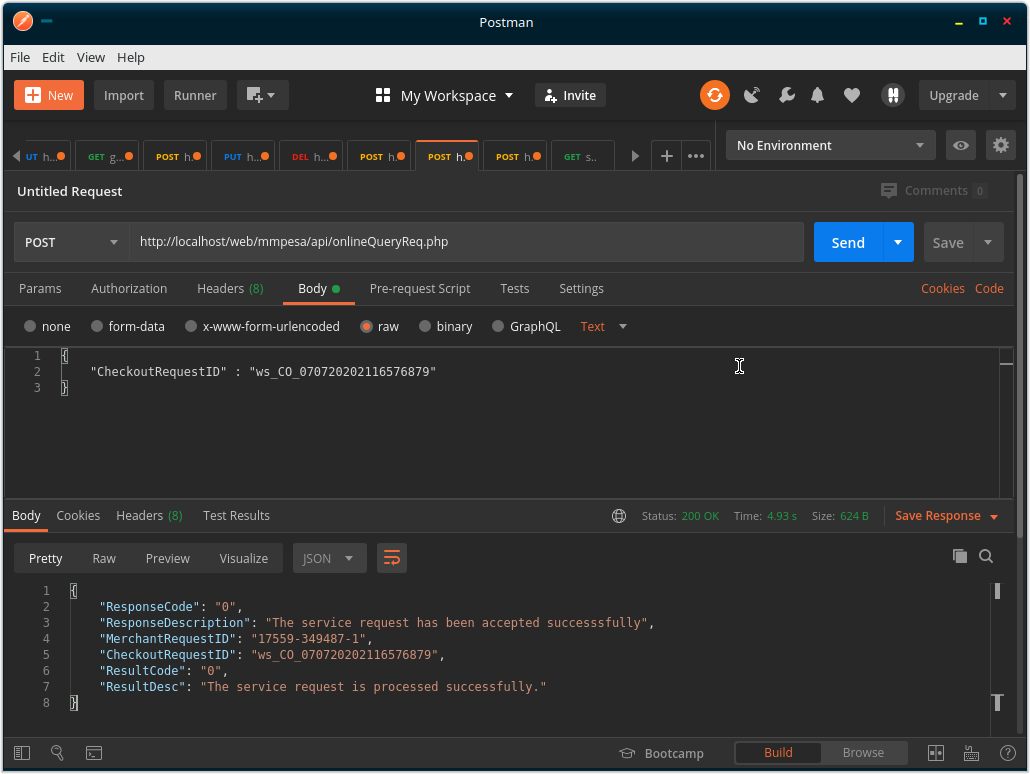 Postman
File Edit View Help
New Import Runner My Workspace Invite Upgrade
UT h... GET g... POST h. PUT h... DEL h... POST h. POST h. POST h. GET s.. No Environment
Untitled Request Comments 0
POST http://localhost/web/mmpesa/api/onlineQueryReq.php Send Save
Params Authorization Headers (8) Body Pre-request Script Tests Settings Cookies Code
none form-data x-www-form-urlencoded raw binary GraphQL Text
1 {
2 "CheckoutRequestID" : "ws_CO_070720202116576879"
3 }
Body Cookies Headers (8) Test Results Status: 200 OK Time: 4.93 s Size: 624 B Save Response
Pretty Raw Preview Visualize JSON
1 {
2 "ResponseCode": "0",
3 "ResponseDescription": "The service request has been accepted successsfully",
4 "MerchantRequestID": "17559-349487-1",
5 "CheckoutRequestID": "ws_CO_070720202116576879",
6 "ResultCode": "0",
7 "ResultDesc": "The service request is processed successfully."
8 }
Bootcamp Build Browse